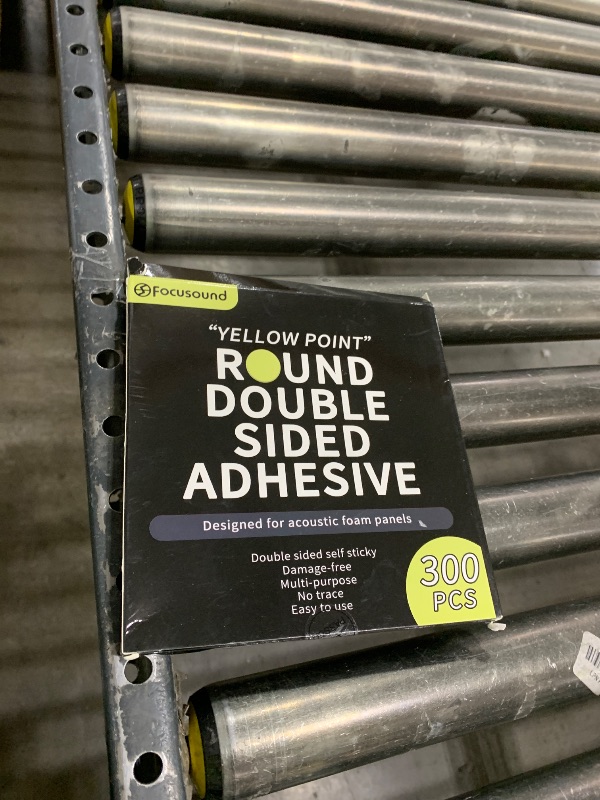 Focusound
“YELLOW POINT”
ROUND
DOUBLE
SIDED
ADHESIVE
Designed for acoustic foam panels
Double sided self sticky
Damage-free
Multi-purpose
No trace
Easy to use
300
PCS